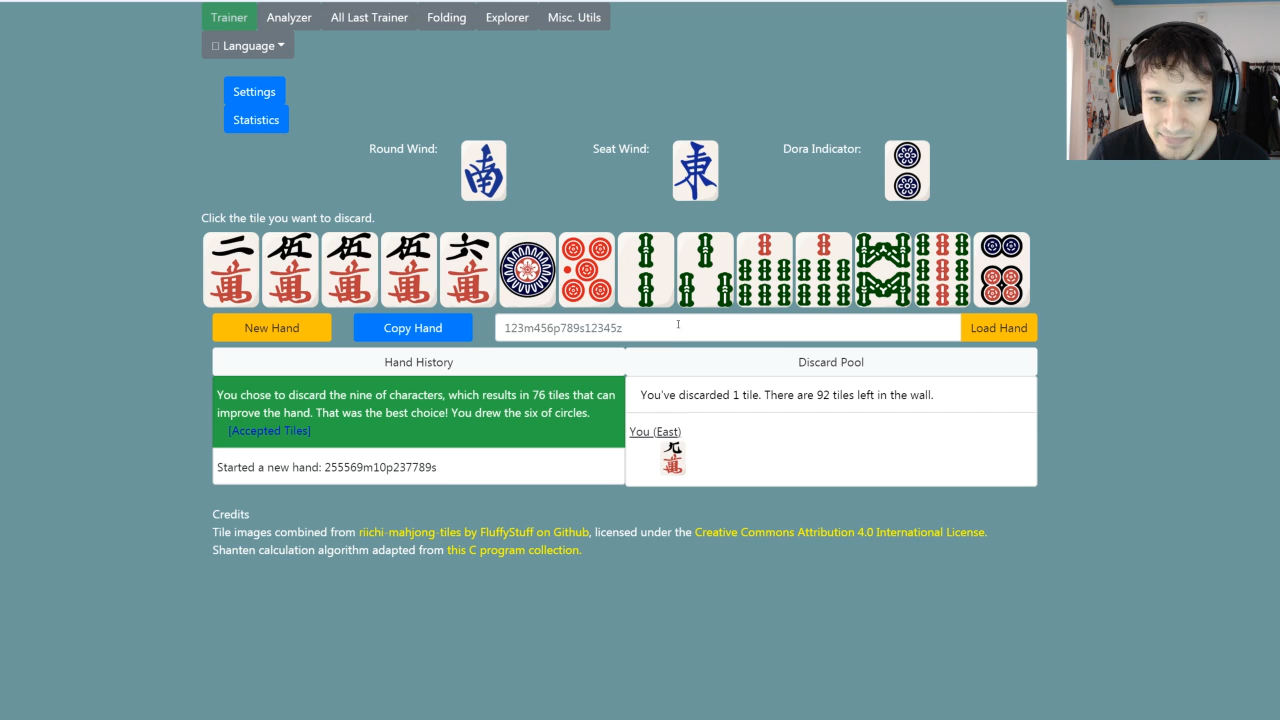 Trainer Analyzer All Last Trainer Folding Explorer Misc. Utils
Language
Settings
Statistics
Round Wind: 南 Seat Wind: 東 Dora Indicator:
Click the tile you want to discard.
二萬 伍萬 伍萬 伍萬 六萬
New Hand Copy Hand 123m456p789s12345z Load Hand
Hand History Discard Pool
You chose to discard the nine of characters, which results in 76 tiles that can
improve the hand. That was the best choice! You drew the six of circles.
[Accepted Tiles]
Started a new hand: 255569m10p237789s
You've discarded 1 tile. There are 92 tiles left in the wall.
You (East)
九萬
Credits
Tile images combined from riichi-mahjong-tiles by FluffyStuff on Github, licensed under the Creative Commons Attribution 4.0 International License.
Shanten calculation algorithm adapted from this C program collection.